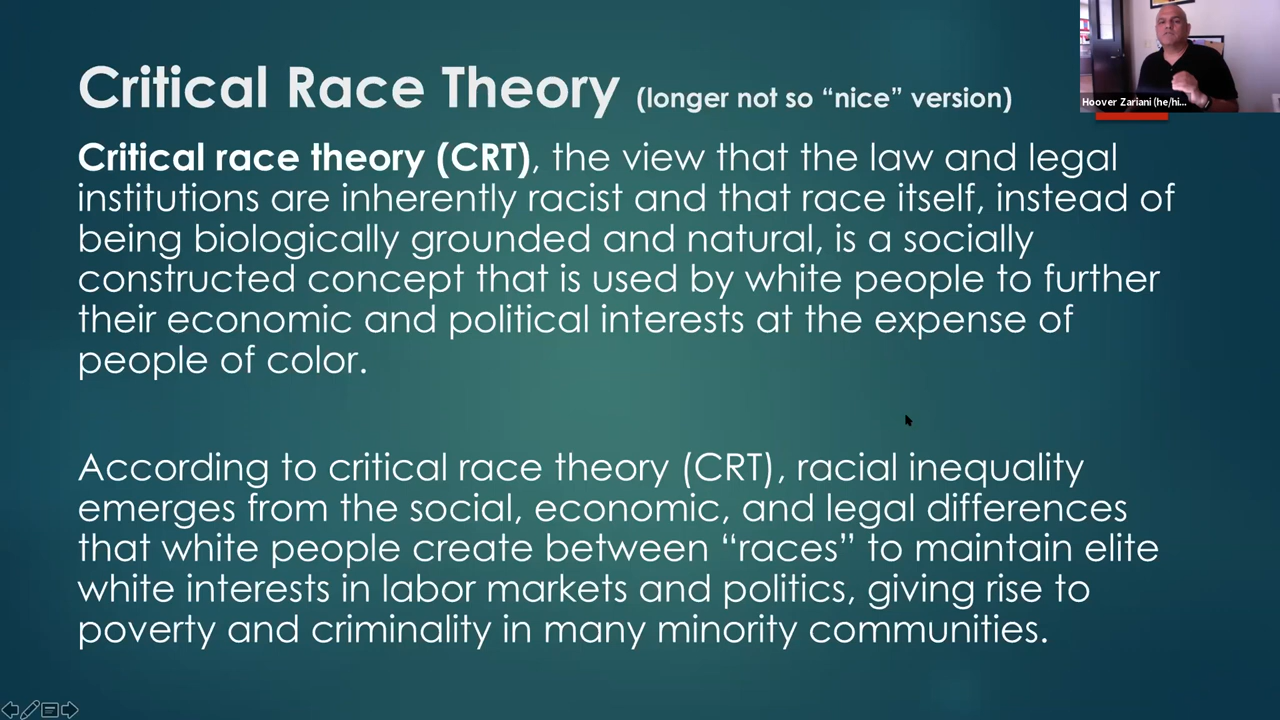 Critical Race Theory (longer not so “nice” version)
Hoover Zariani (he/hi...
Critical race theory (CRT), the view that the law and legal
institutions are inherently racist and that race itself, instead of
being biologically grounded and natural, is a socially
constructed concept that is used by white people to further
their economic and political interests at the expense of
people of color.
According to critical race theory (CRT), racial inequality
emerges from the social, economic, and legal differences
that white people create between “races” to maintain elite
white interests in labor markets and politics, giving rise to
poverty and criminality in many minority communities.